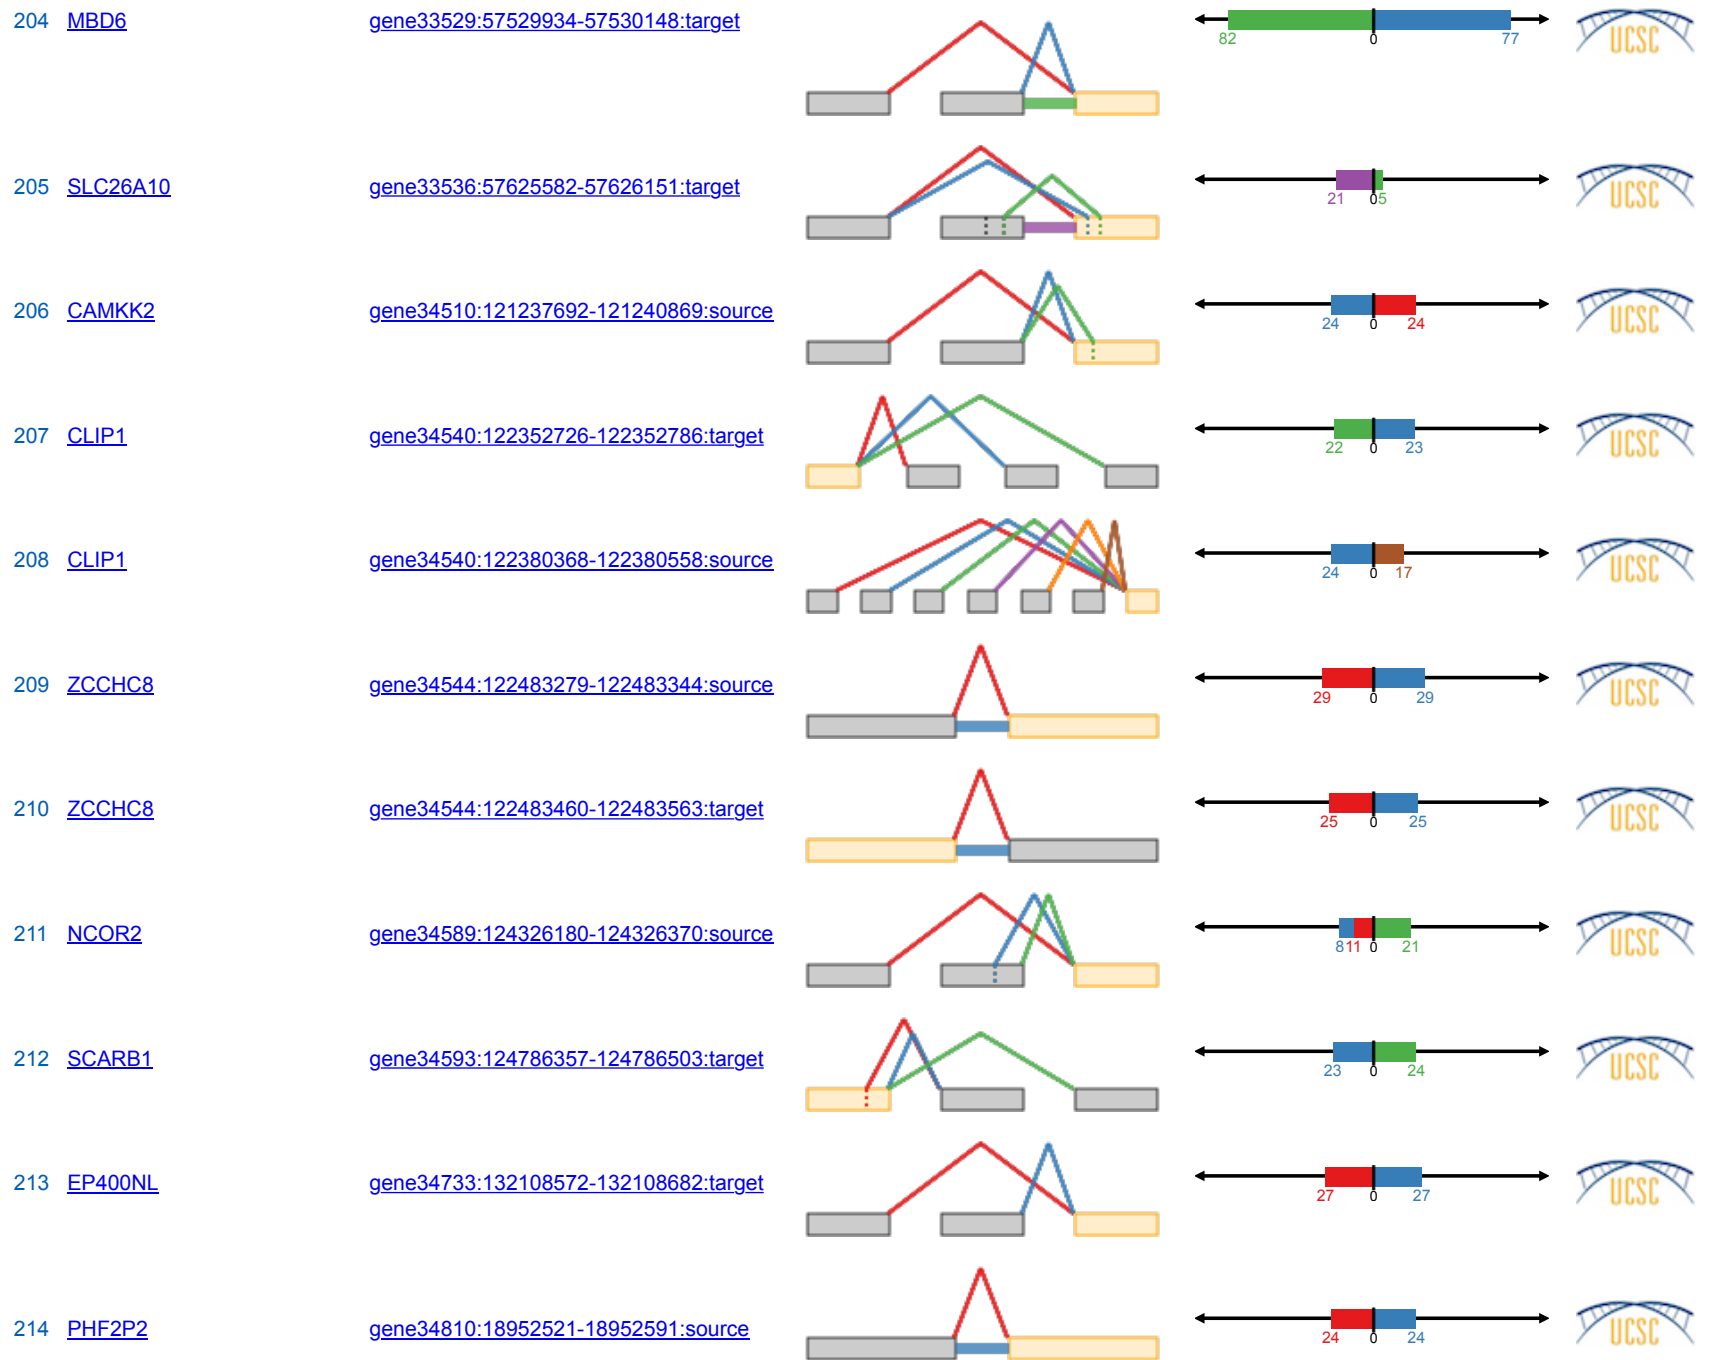 204 MBD6 gene33529:57529934-57530148:target 82 0 77 UCSC
205 SLC26A10 gene33536:57625582-57626151:target 21 0 5 UCSC
206 CAMKK2 gene34510:121237692-121240869:source 24 0 24 UCSC
207 CLIP1 gene34540:122352726-122352786:target 22 0 23 UCSC
208 CLIP1 gene34540:122380368-122380558:source 24 0 17 UCSC
209 ZCCHC8 gene34544:122483279-122483344:source 29 0 29 UCSC
210 ZCCHC8 gene34544:122483460-122483563:target 25 0 25 UCSC
211 NCOR2 gene34589:124326180-124326370:source 8 11 0 21 UCSC
212 SCARB1 gene34593:124786357-124786503:target 23 0 24 UCSC
213 EP400NL gene34733:132108572-132108682:target 27 0 27 UCSC
214 PHF2P2 gene34810:18952521-18952591:source 24 0 24 UCSC